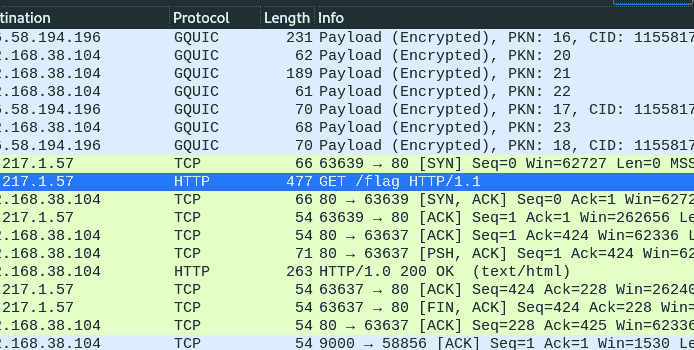 tination Protocol Length Info
.58.194.196 GQUIC 231 Payload (Encrypted), PKN: 16, CID: 1155817
.168.38.104 GQUIC 62 Payload (Encrypted), PKN: 20
.168.38.104 GQUIC 189 Payload (Encrypted), PKN: 21
.168.38.104 GQUIC 61 Payload (Encrypted), PKN: 22
.58.194.196 GQUIC 70 Payload (Encrypted), PKN: 17, CID: 1155817
.168.38.104 GQUIC 68 Payload (Encrypted), PKN: 23
.58.194.196 GQUIC 70 Payload (Encrypted), PKN: 18, CID: 1155817
217.1.57 TCP 66 63639 → 80 [SYN] Seq=0 Win=62727 Len=0 MSS
217.1.57 HTTP 477 GET /flag HTTP/1.1
.168.38.104 TCP 66 80 → 63639 [SYN, ACK] Seq=0 Ack=1 Win=6272
217.1.57 TCP 54 63639 → 80 [ACK] Seq=1 Ack=1 Win=262656 Le
.168.38.104 TCP 54 80 → 63637 [ACK] Seq=1 Ack=424 Win=62336 L
.168.38.104 TCP 71 80 → 63637 [PSH, ACK] Seq=1 Ack=424 Win=62
.168.38.104 HTTP 263 HTTP/1.0 200 OK (text/html)
217.1.57 TCP 54 63637 → 80 [ACK] Seq=424 Ack=228 Win=26240
217.1.57 TCP 54 63637 → 80 [FIN, ACK] Seq=424 Ack=228 Win=
.168.38.104 TCP 54 80 → 63637 [ACK] Seq=228 Ack=425 Win=62336
.168.38.104 TCP 54 9000 → 58856 [ACK] Seq=1 Ack=1 Win=1530 Le